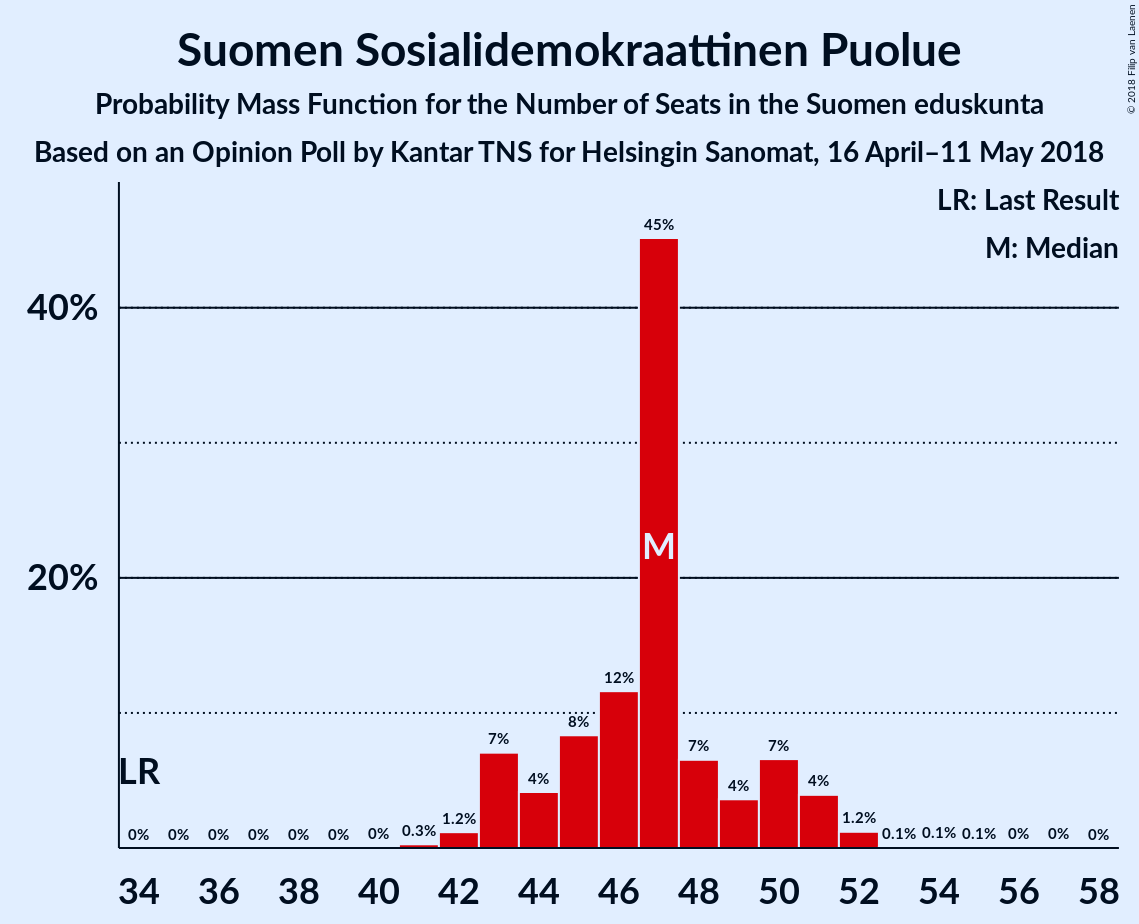 Suomen Sosialidemokraattinen Puolue
Probability Mass Function for the Number of Seats in the Suomen eduskunta
Based on an Opinion Poll by Kantar TNS for Helsingin Sanomat, 16 April–11 May 2018
© 2018 Filip van Laenen
LR: Last Result
M: Median
45%
40%
M
20%
12%
8%
7%
7%
7%
4%
4%
4%
LR
0% 0% 0% 0% 0% 0% 0% 0.3% 1.2% 1.2% 0.1% 0.1% 0.1% 0% 0% 0%
34 36 38 40 42 44 46 48 50 52 54 56 58